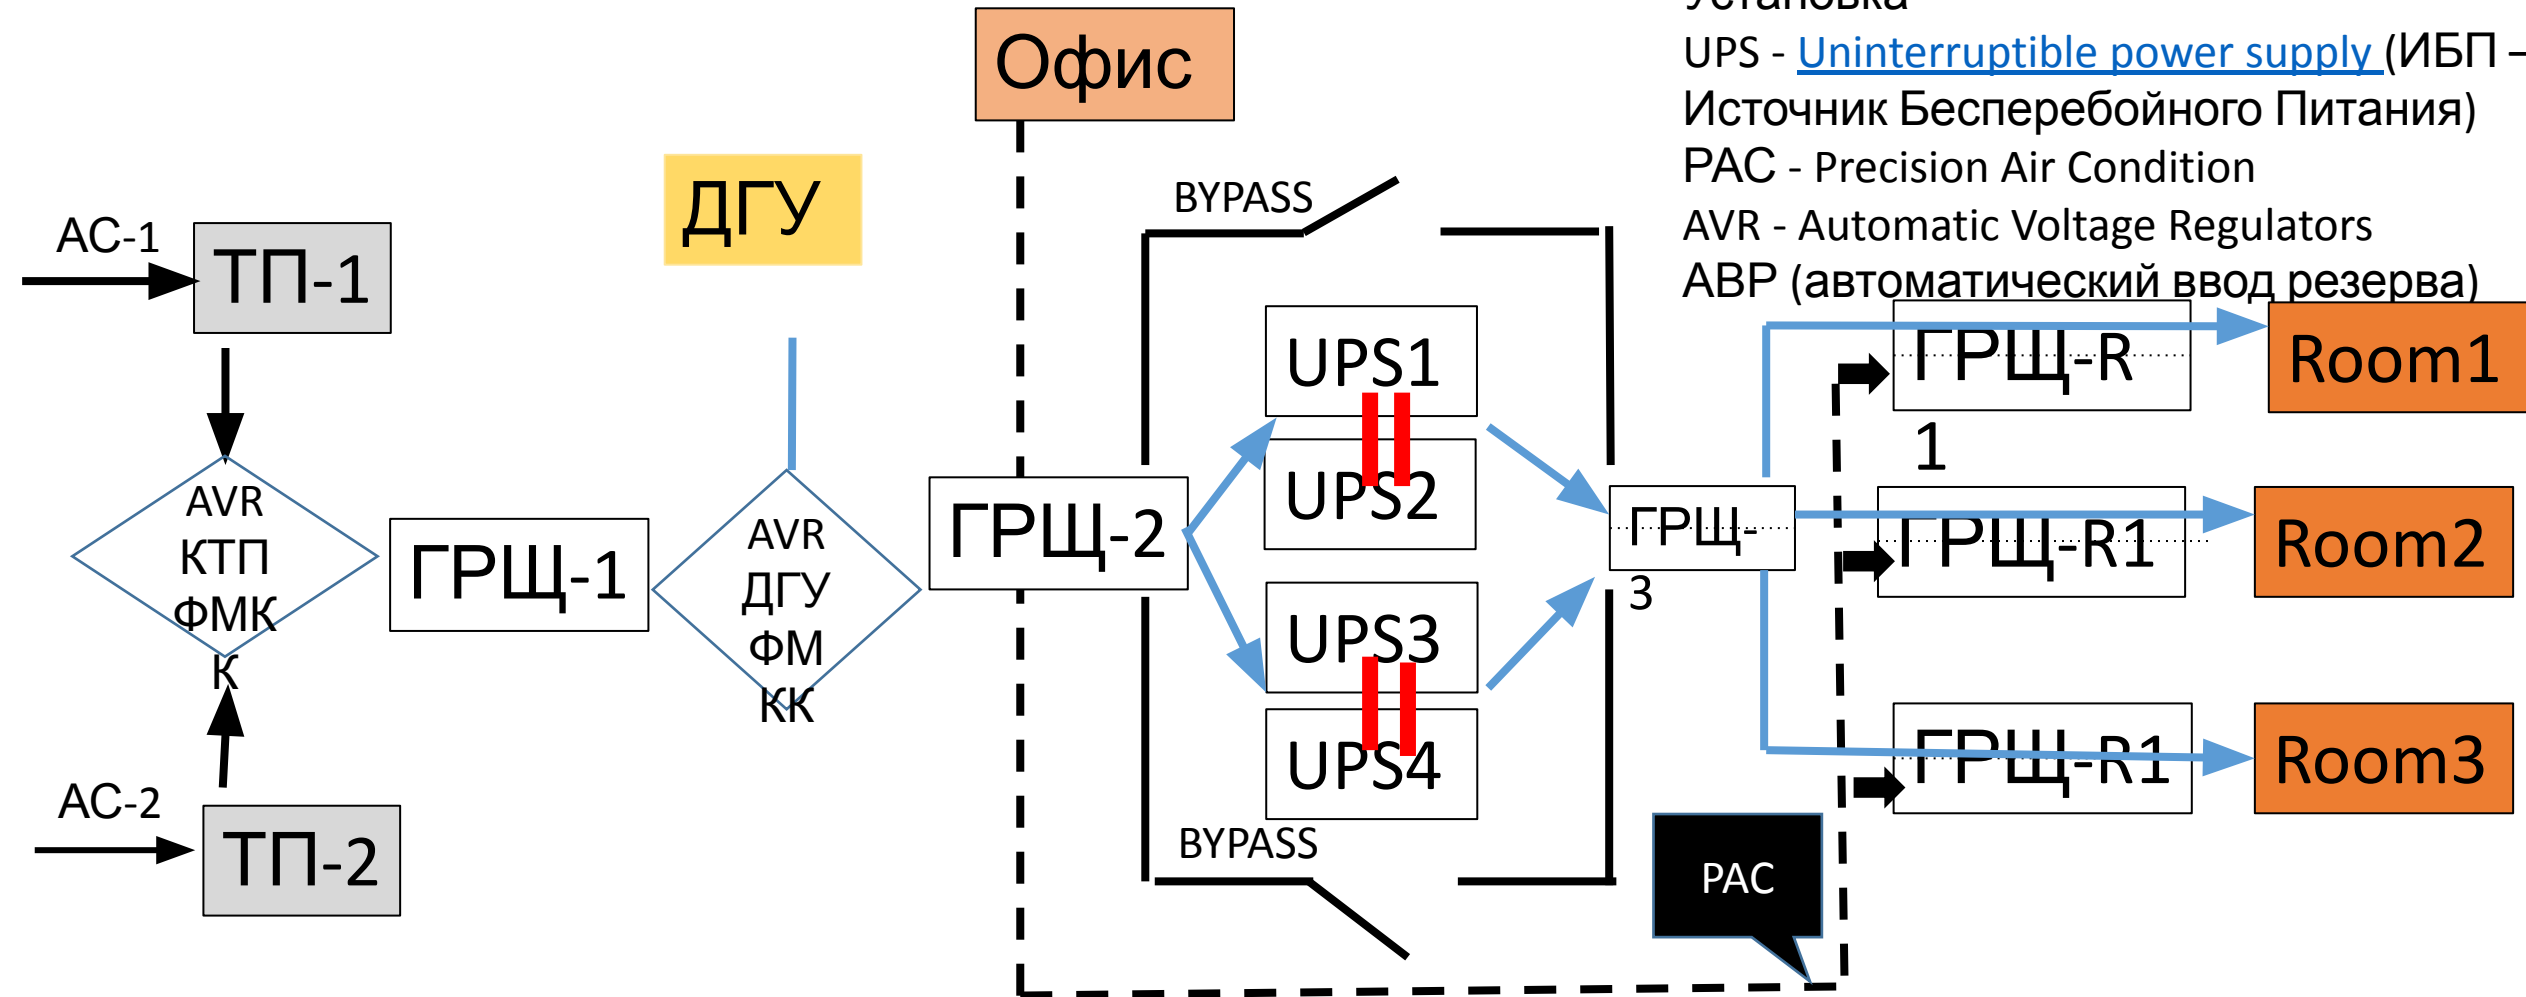 Установка
UPS - Uninterruptible power supply (ИБП –
Источник Бесперебойного Питания)
PAC - Precision Air Condition
AVR - Automatic Voltage Regulators
АВР (автоматический ввод резерва)
Офис
ДГУ
AC-1
ТП-1
AVR
КТП
ФМК
К
AC-2
ТП-2
ГРЩ-1
AVR
ДГУ
ФМ
КК
ГРЩ-2
BYPASS
UPS1
UPS2
UPS3
UPS4
BYPASS
ГРЩ-
3
PAC
ГРЩ-R
1
Room1
ГРЩ-R1
Room2
ГРЩ-R1
Room3